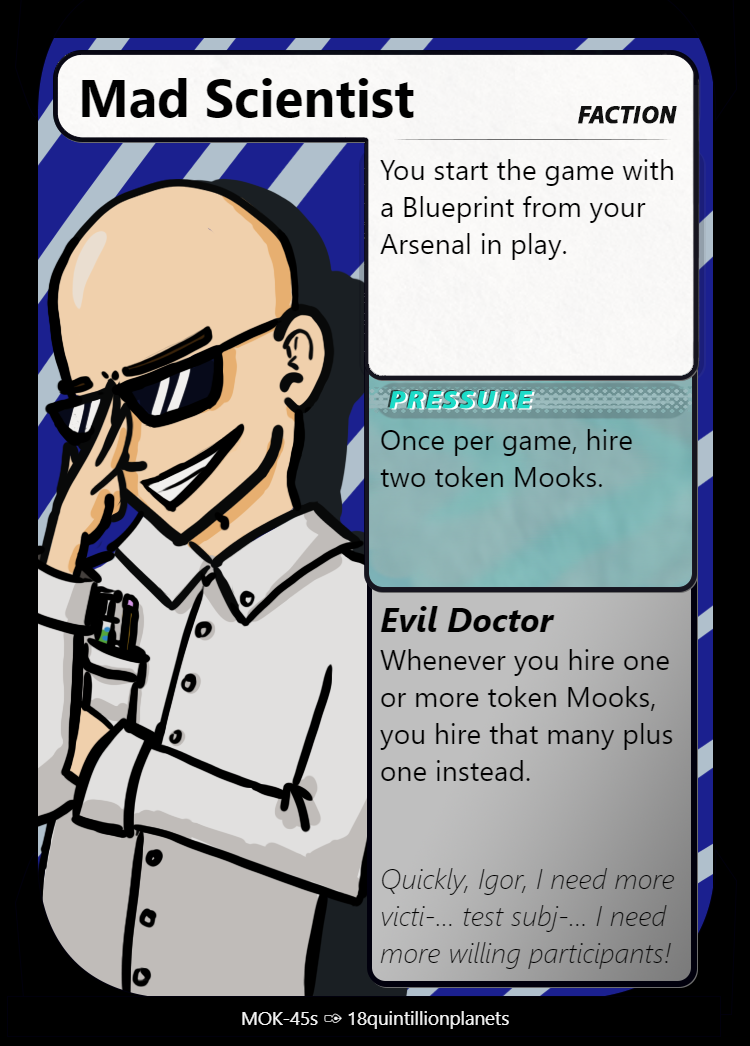 Mad Scientist
FACTION
You start the game with
a Blueprint from your
Arsenal in play.
PRESSURE
Once per game, hire
two token Mooks.
Evil Doctor
Whenever you hire one
or more token Mooks,
you hire that many plus
one instead.
Quickly, Igor, I need more
victi-... test subj-... I need
more willing participants!
MOK-45s ✑ 18quintillionplanets